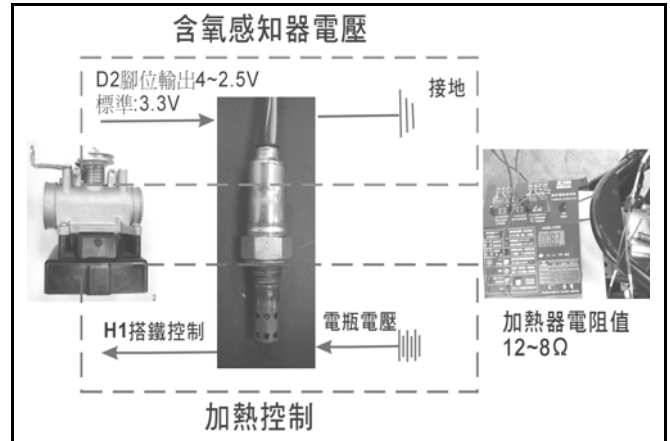 含氧感知器電壓
D2腳位輸出4~2.5V
標準:3.3V
接地
H1搭鐵控制
電瓶電壓
加熱器電阻值
12~8Ω
加熱控制